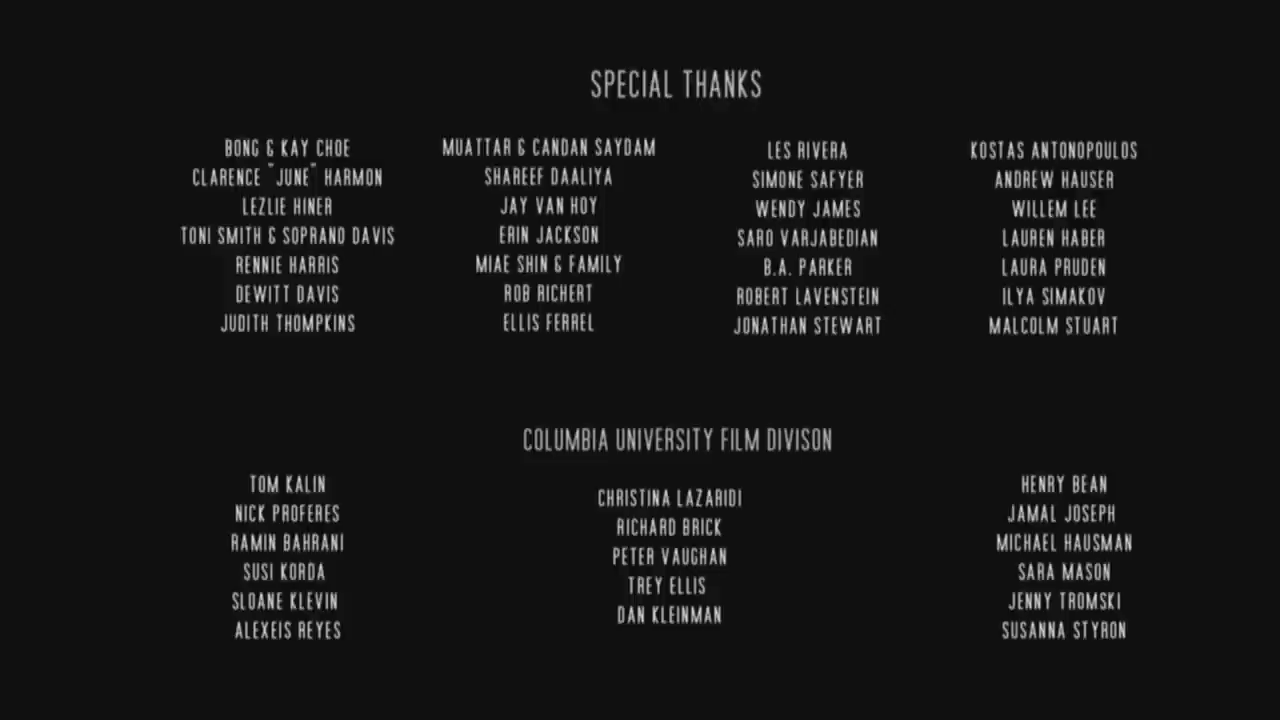 SPECIAL THANKS
BONG & KAY CHOE
CLARENCE "JUNE" HARMON
LEZLIE HINER
TONI SMITH & SOPRANO DAVIS
RENNIE HARRIS
DEWITT DAVIS
JUDITH THOMPKINS
MUATTAR & CANDAN SAYDAM
SHAREEF DAALIYA
JAY VAN HOY
ERIN JACKSON
MIAE SHIN & FAMILY
ROB RICHERT
ELLIS FERREL
LES RIVERA
SIMONE SAFYER
WENDY JAMES
SARO VARJABEDIAN
B.A. PARKER
ROBERT LAVENSTEIN
JONATHAN STEWART
KOSTAS ANTONOPOULOS
ANDREW HAUSER
WILLEM LEE
LAUREN HABER
LAURA PRUDEN
ILYA SIMAKOV
MALCOLM STUART
COLUMBIA UNIVERSITY FILM DIVISON
TOM KALIN
NICK PROFERES
RAMIN BAHRANI
SUSI KORDA
SLOANE KLEVIN
ALEXEIS REYES
CHRISTINA LAZARIDI
RICHARD BRICK
PETER VAUGHAN
TREY ELLIS
DAN KLEINMAN
HENRY BEAN
JAMAL JOSEPH
MICHAEL HAUSMAN
SARA MASON
JENNY TROMSKI
SUSANNA STYRON